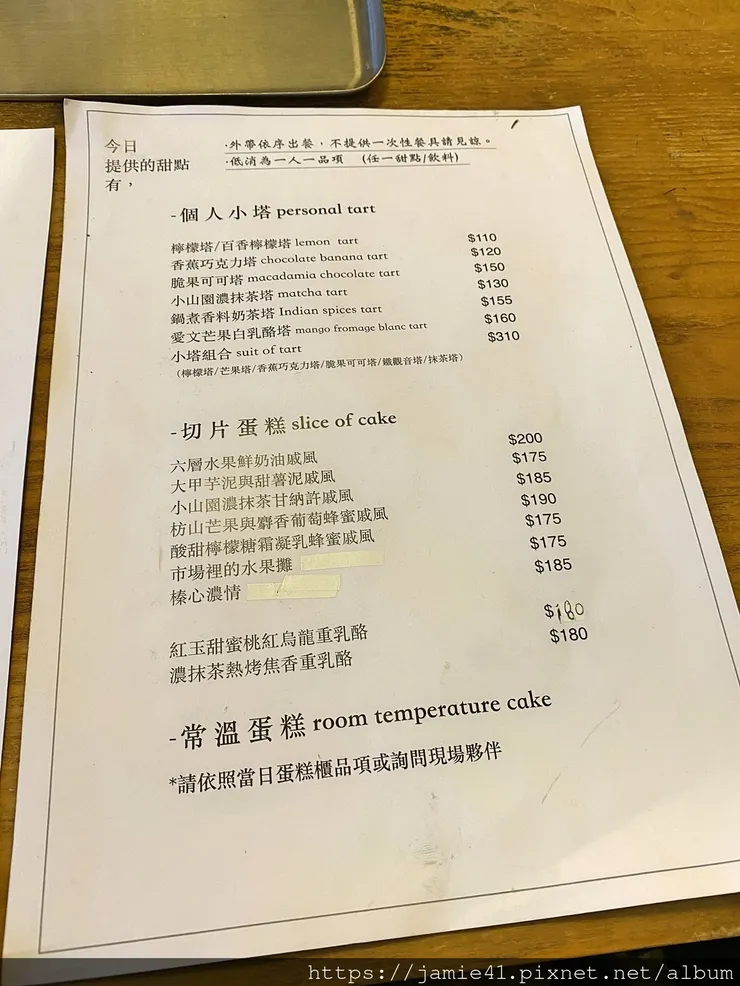 今日
提供的甜點
有，
·外帶依序出餐，不提供一次性餐具請見諒。
·低消為一人一品項 (任一甜點/飲料)
-個人小塔 personal tart
檸檬塔/百香檸檬塔 lemon tart $110
香蕉巧克力塔 chocolate banana tart $120
脆果可可塔 macadamia chocolate tart $150
小山園濃抹茶塔 matcha tart $130
鍋煮香料奶茶塔 Indian spices tart $155
愛文芒果白乳酪塔 mango fromage blanc tart $160
小塔組合 suit of tart $310
(檸檬塔/芒果塔/香蕉巧克力塔/脆果可可塔/鐵觀音塔/抹茶塔)
-切片蛋糕 slice of cake
六層水果鮮奶油戚風 $200
大甲芋泥與甜薯泥戚風 $175
小山園濃抹茶甘納許戚風 $185
枋山芒果與麝香葡萄蜂蜜戚風 $190
酸甜檸檬糖霜凝乳蜂蜜戚風 $175
市場裡的水果攤 $175
榛心濃情 $185
紅玉甜蜜桃紅烏龍重乳酪 $180
濃抹茶熱烤焦香重乳酪 $180
-常溫蛋糕 room temperature cake
*請依照當日蛋糕櫃品項或詢問現場夥伴
https://jamie41.pixnet.net/album